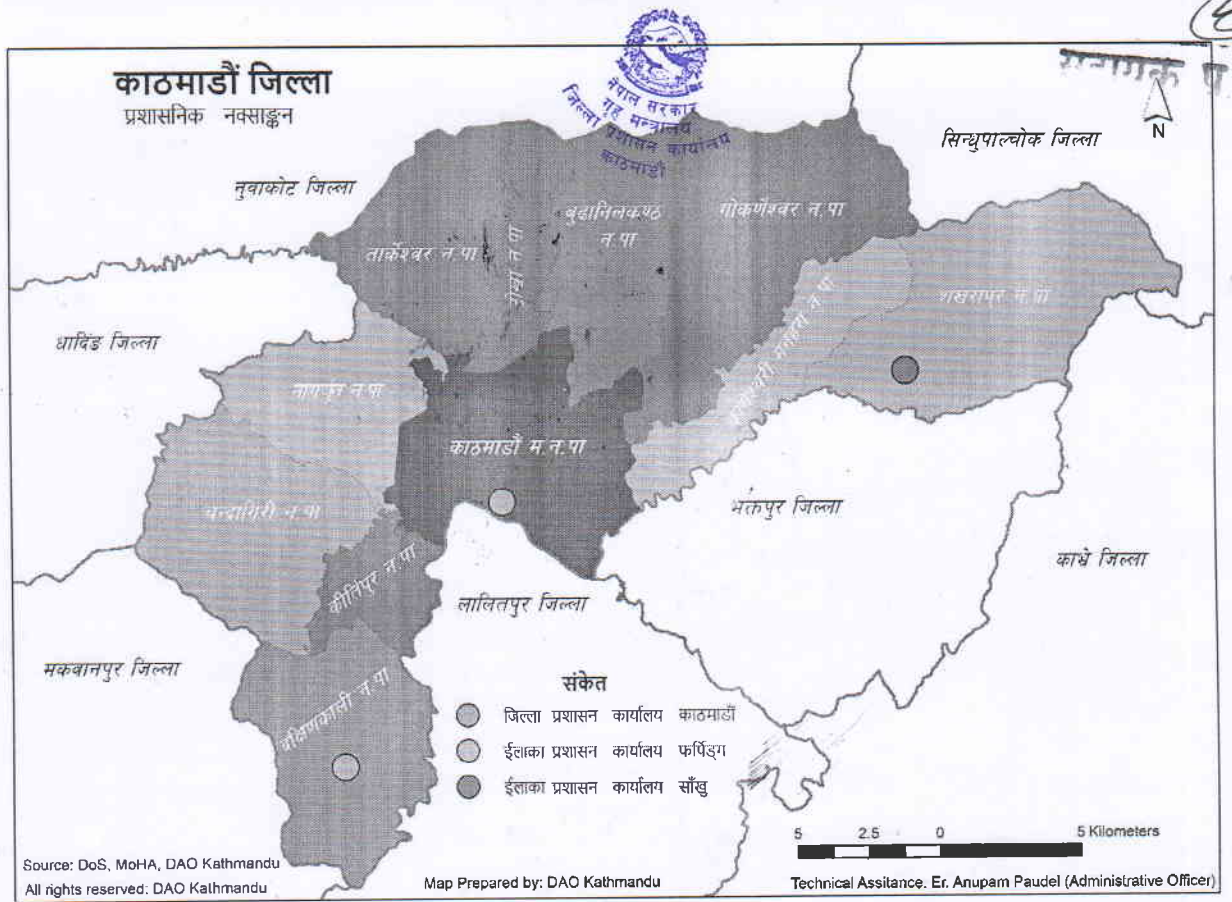 काठमाडौं जिल्ला
प्रशासनिक नक्साङ्कन
नेपाल सरकार
गृह मन्त्रालय
जिल्ला प्रशासन कार्यालय
काठमाडौं
N
सिन्धुपाल्चोक जिल्ला
नुवाकोट जिल्ला
बुढानिलकण्ठ
न.पा
गोकर्णेश्वर न.पा
तार्केश्वर न.पा
टोखा न.पा
शंखरापुर न.पा
कागेश्वरी मनोहरा न.पा
धादिङ जिल्ला
नागार्जुन न.पा
काठमाडौं म.न.पा
चन्द्रागिरी न.पा
भक्तपुर जिल्ला
काभ्रे जिल्ला
कीर्तिपुर न.पा
लालितपुर जिल्ला
मकवानपुर जिल्ला
दक्षिणकाली न.पा
संकेत
जिल्ला प्रशासन कार्यालय काठमाडौं
ईलाका प्रशासन कार्यालय फर्पिङ्ग
ईलाका प्रशासन कार्यालय साँखु
5 2.5 0 5 Kilometers
Source: DoS, MoHA, DAO Kathmandu
All rights reserved: DAO Kathmandu
Map Prepared by: DAO Kathmandu
Technical Assitance. Er. Anupam Paudel (Administrative Officer)